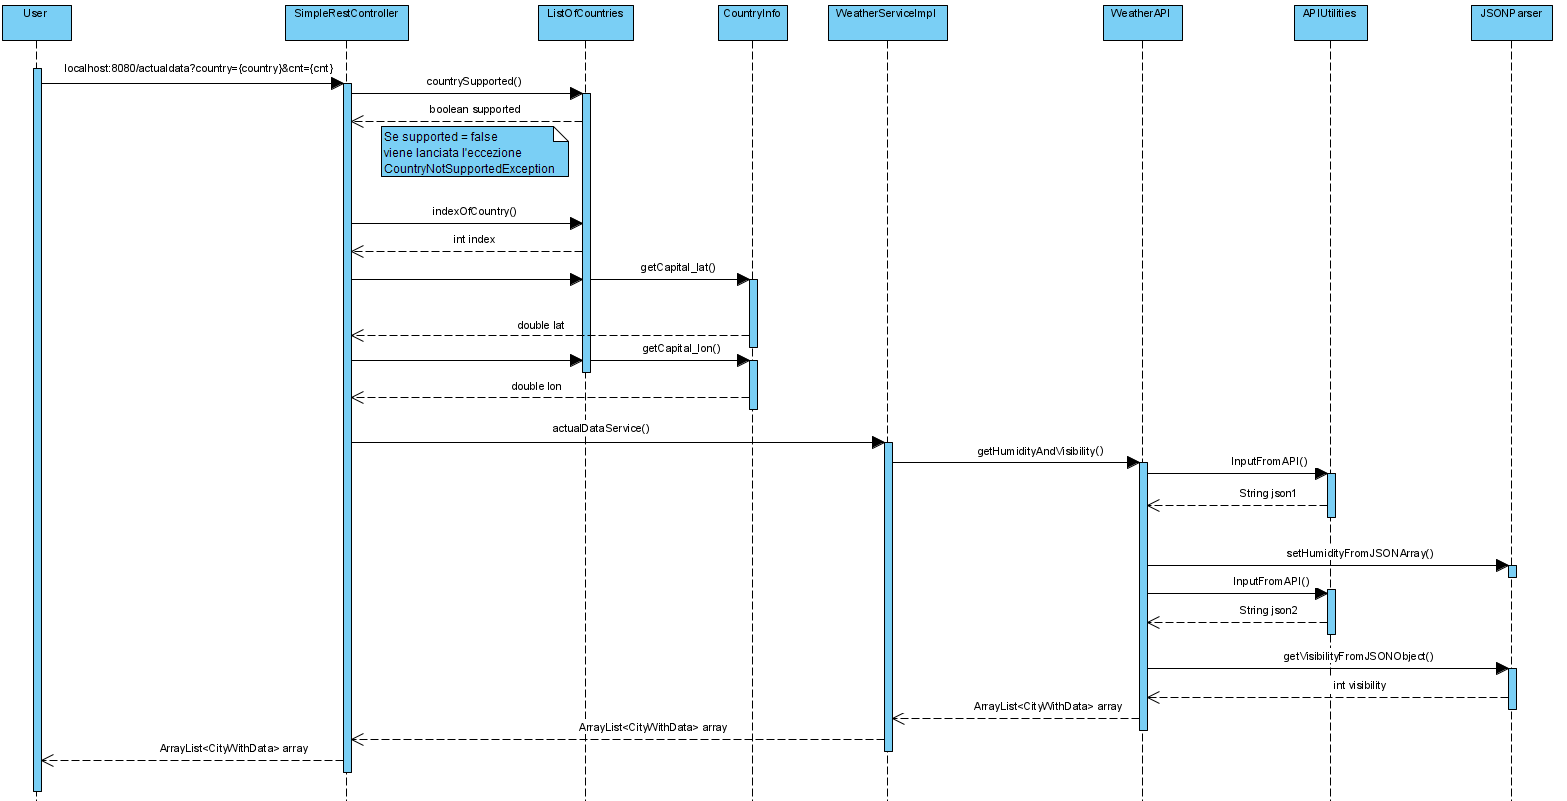 User
SimpleRestController
ListOfCountries
CountryInfo
WeatherServiceImpl
WeatherAPI
APIUtilities
JSONParser
localhost:8080/actualdata?country={country}&cnt={cnt}
countrySupported()
boolean supported
Se supported = false
viene lanciata l'eccezione
CountryNotSupportedException
indexOfCountry()
int index
getCapital_lat()
double lat
getCapital_lon()
double lon
actualDataService()
getHumidityAndVisibility()
InputFromAPI()
String json1
setHumidityFromJSONArray()
InputFromAPI()
String json2
getVisibilityFromJSONObject()
int visibility
ArrayList<CityWithData> array
ArrayList<CityWithData> array
ArrayList<CityWithData> array